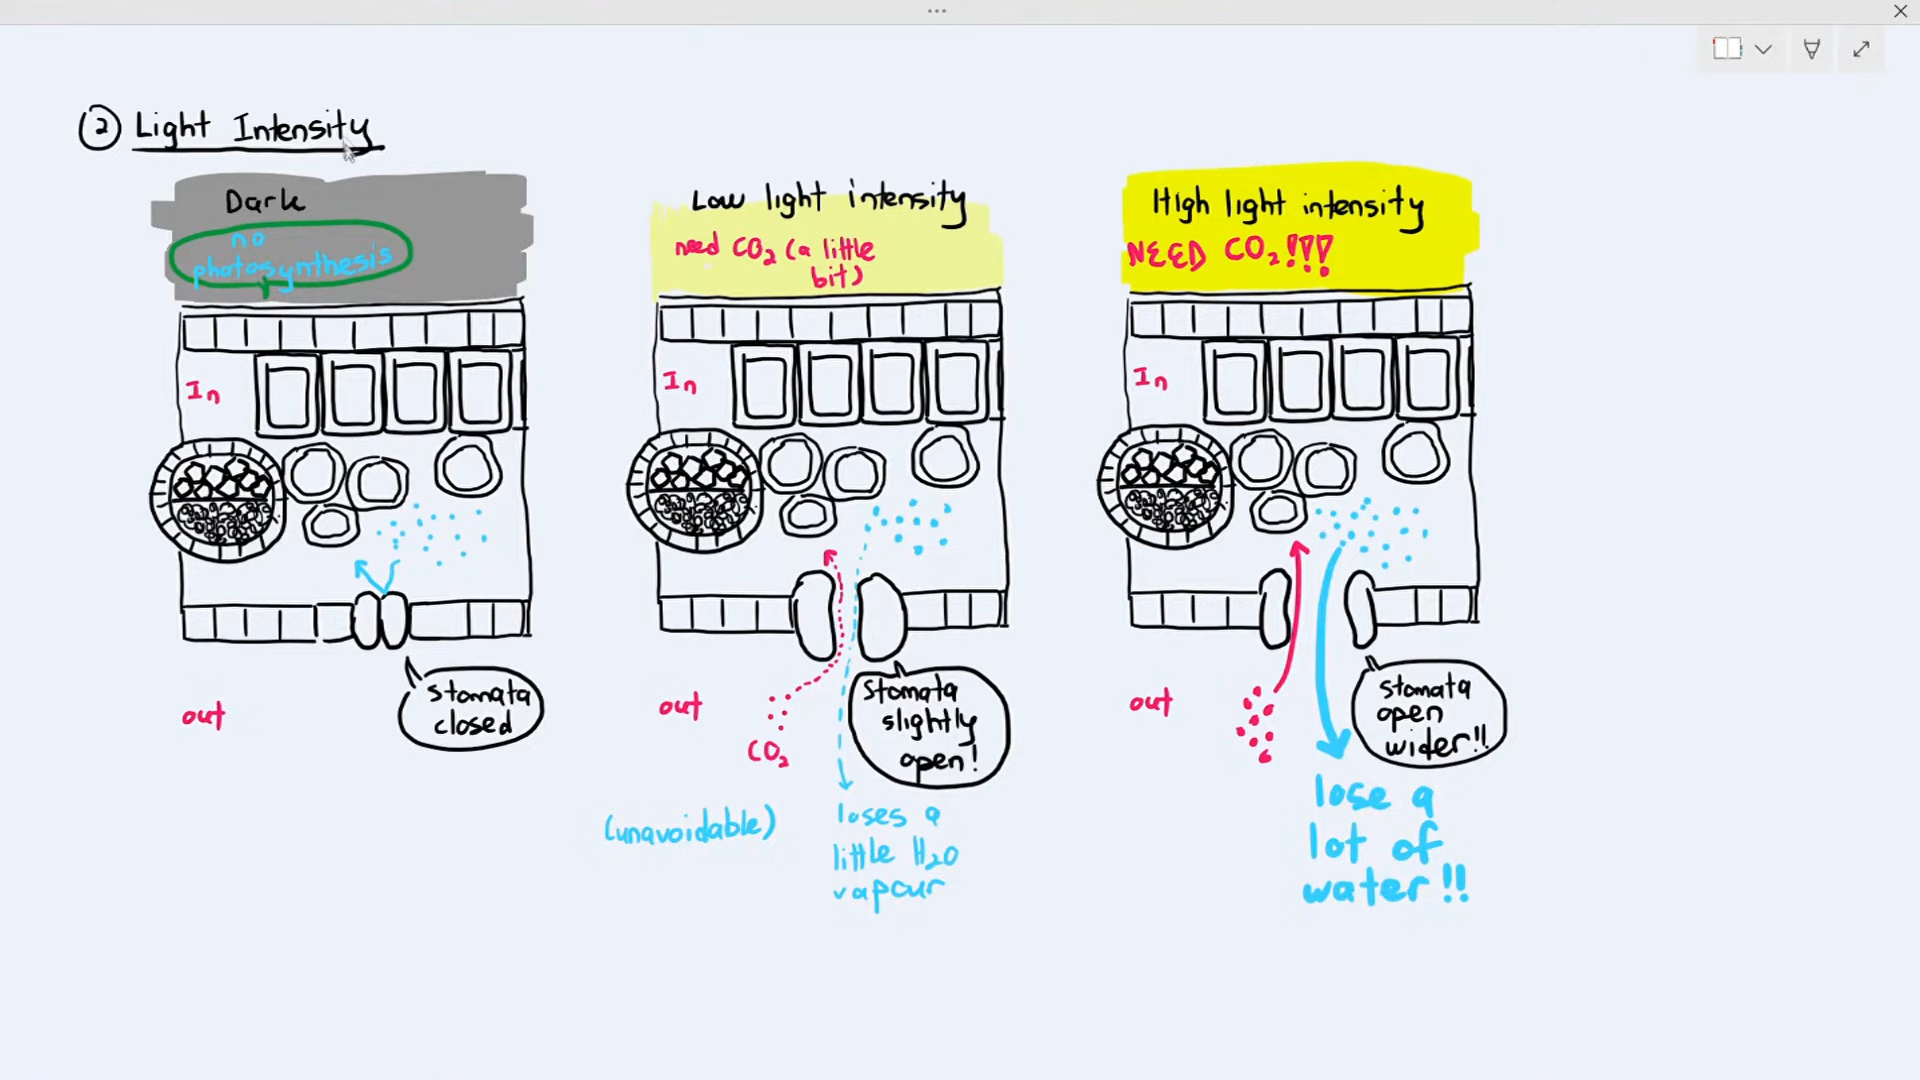 ② Light Intensity
Dark
no
photosynthesis
In
out
stomata
closed
Low light intensity
need CO₂ (a little
bit)
In
out
CO₂
Stomata
slightly
open!
(unavoidable)
loses a
little H₂O
vapour
High light intensity
NEED CO₂!!!
In
out
stomata
open
wider!!
lose a
lot of
water!!